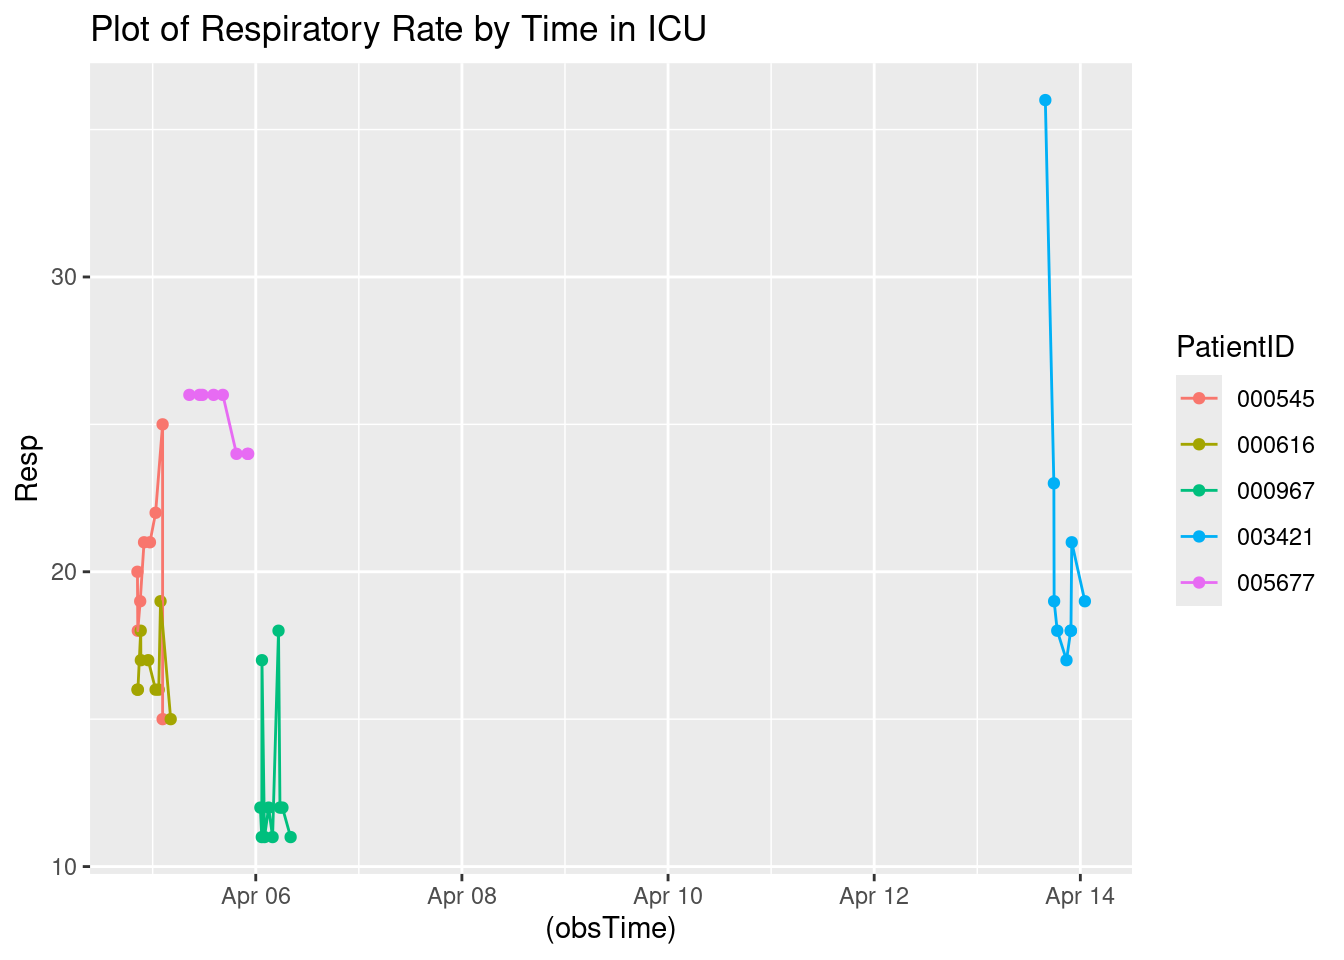 Plot of Respiratory Rate by Time in ICU
Resp
30
20
10
Apr 06
Apr 08
Apr 10
Apr 12
Apr 14
(obsTime)
PatientID
000545
000616
000967
003421
005677